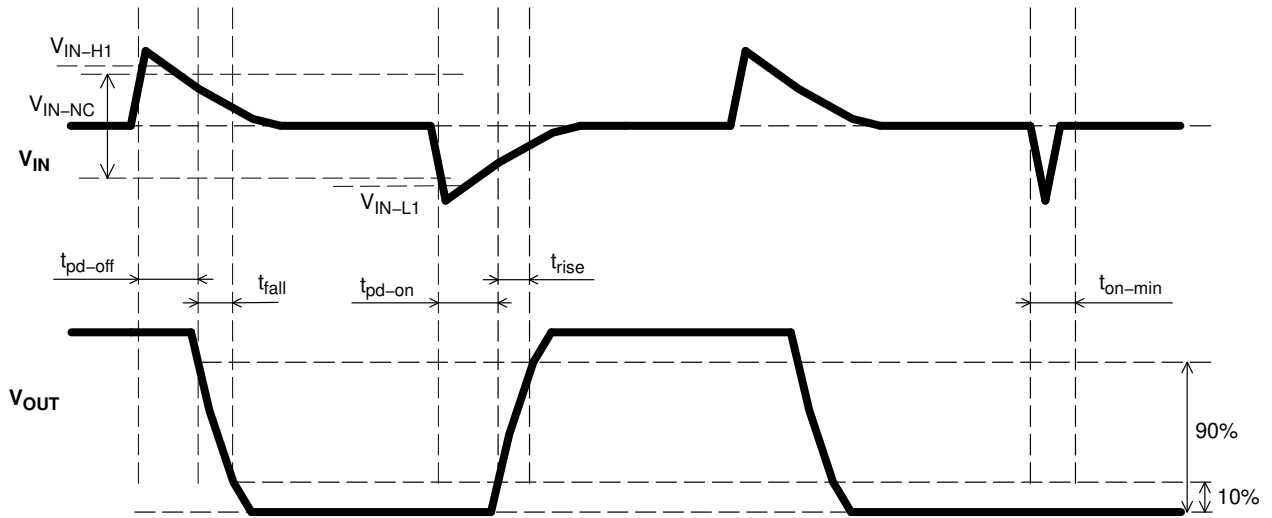 V_IN–H1
V_IN–NC
V_IN
V_IN–L1
t_pd–off
t_fall
t_pd–on
t_rise
t_on–min
V_OUT
90%
10%